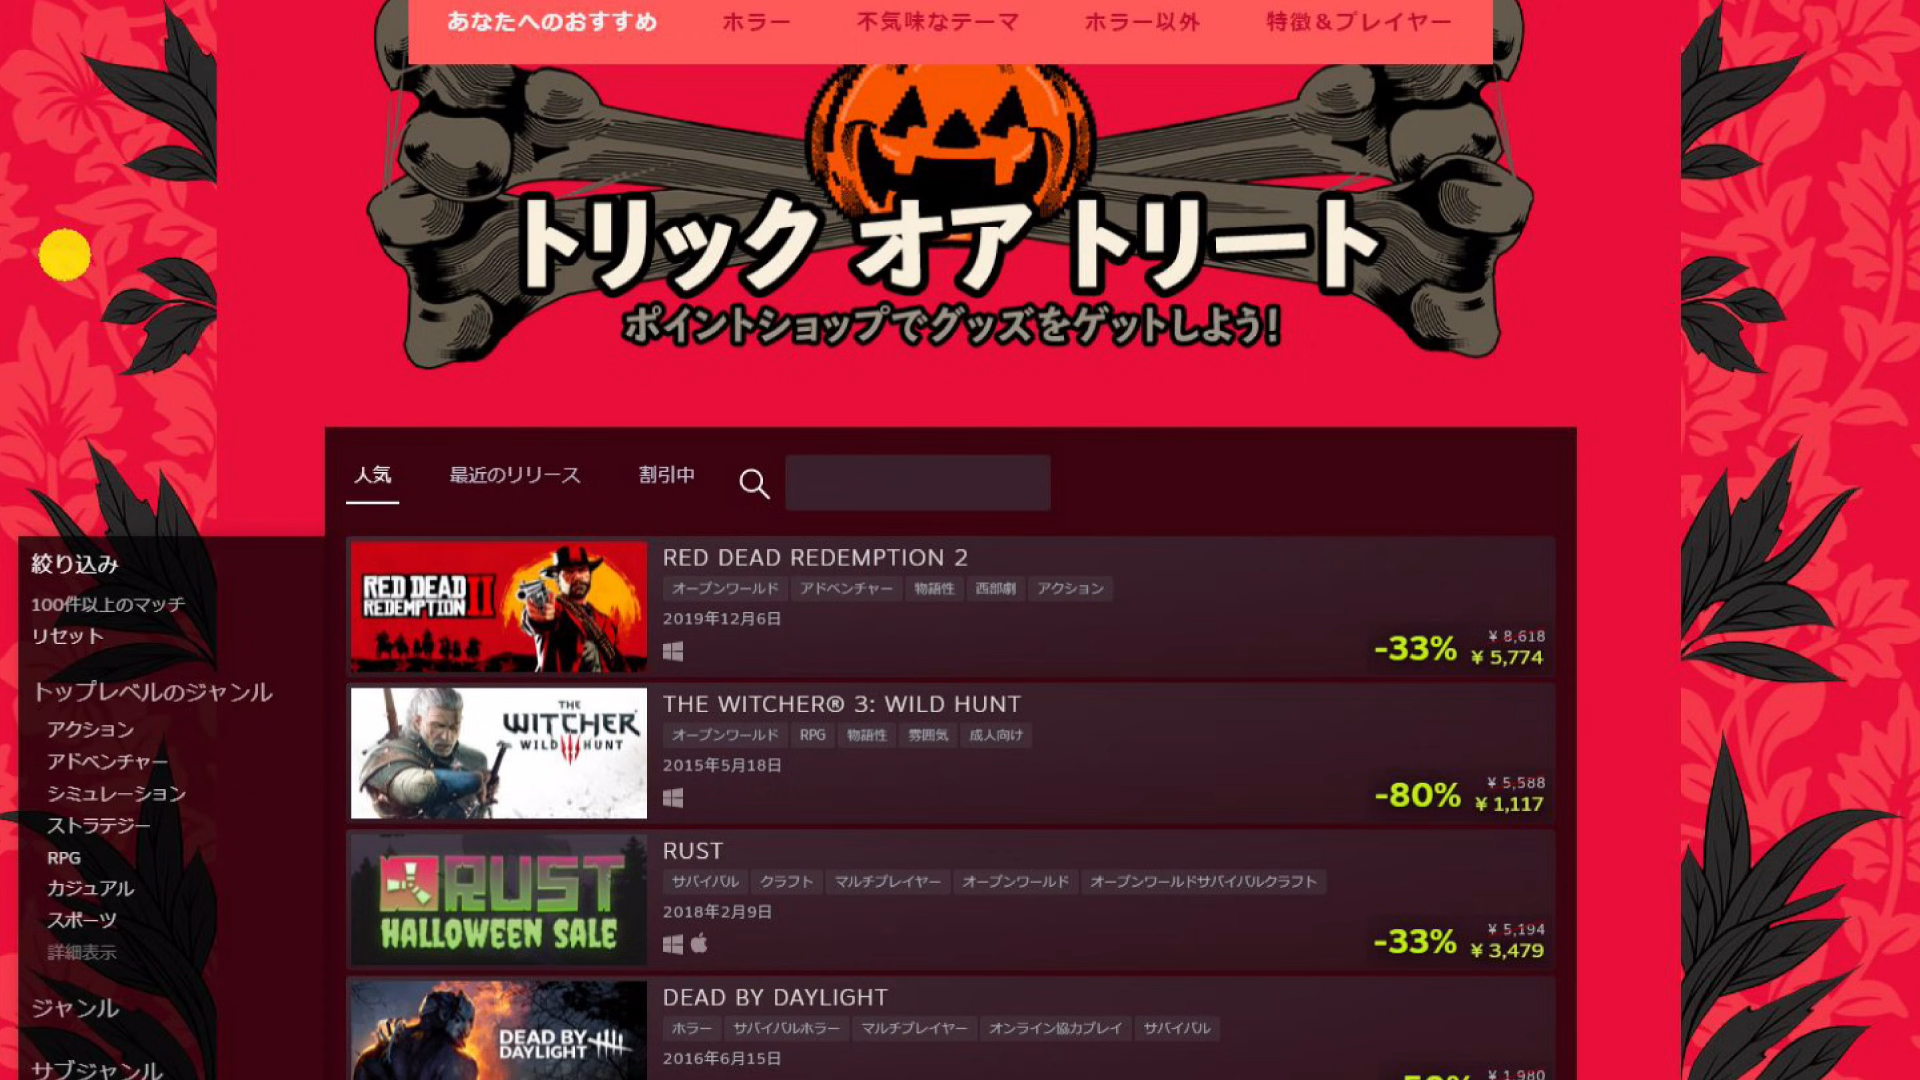 あなたへのおすすめ ホラー 不気味なテーマ ホラー以外 特徴＆プレイヤー
トリック オア トリート
ポイントショップでグッズをゲットしよう!
人気 最近のリリース 割引中
絞り込み
100件以上のマッチ
リセット
トップレベルのジャンル
アクション
アドベンチャー
シミュレーション
ストラテジー
RPG
カジュアル
スポーツ
詳細表示
ジャンル
サブジャンル
RED DEAD
REDEMPTION II
RED DEAD REDEMPTION 2
オープンワールド アドベンチャー 物語性 西部劇 アクション
2019年12月6日
-33% ¥ 8,618
¥ 5,774
THE
WITCHER
WILD HUNT
THE WITCHER® 3: WILD HUNT
オープンワールド RPG 物語性 雰囲気 成人向け
2015年5月18日
-80% ¥ 5,588
¥ 1,117
RUST
HALLOWEEN SALE
RUST
サバイバル クラフト マルチプレイヤー オープンワールド オープンワールドサバイバルクラフト
2018年2月9日
-33% ¥ 5,194
¥ 3,479
DEAD BY
DAYLIGHT
DEAD BY DAYLIGHT
ホラー サバイバルホラー マルチプレイヤー オンライン協力プレイ サバイバル
2016年6月15日
¥ 1,980